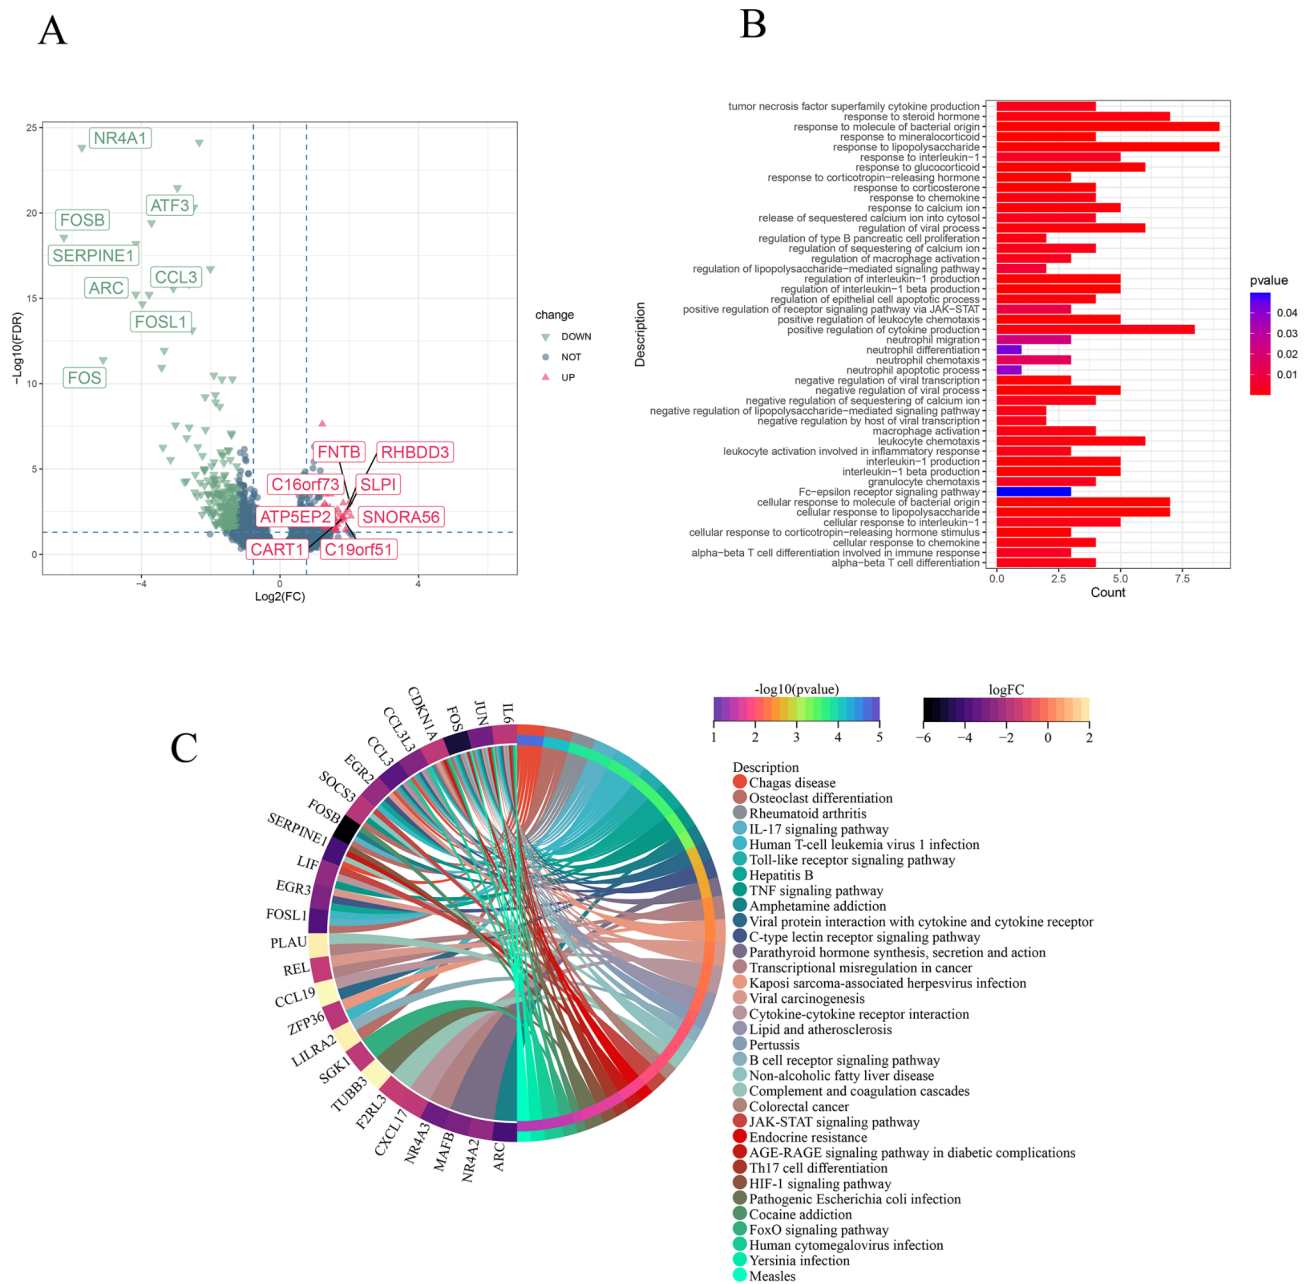 A
25
20
15
10
5
0
−4
0
4
−Log10(FDR)
Log2(FC)
NR4A1
ATF3
FOSB
SERPINE1
CCL3
ARC
FOSL1
FOS
FNTB
RHBDD3
C16orf73
SLPI
ATP5EP2
SNORA56
CART1
C19orf51
change
DOWN
NOT
UP
B
Description
tumor necrosis factor superfamily cytokine production
response to steroid hormone
response to molecule of bacterial origin
response to mineralocorticoid
response to lipopolysaccharide
response to interleukin−1
response to glucocorticoid
response to corticotropin−releasing hormone
response to corticosterone
response to chemokine
response to calcium ion
release of sequestered calcium ion into cytosol
regulation of viral process
regulation of type B pancreatic cell proliferation
regulation of sequestering of calcium ion
regulation of macrophage activation
regulation of lipopolysaccharide−mediated signaling pathway
regulation of interleukin−1 production
regulation of interleukin−1 beta production
regulation of epithelial cell apoptotic process
positive regulation of receptor signaling pathway via JAK−STAT
positive regulation of leukocyte chemotaxis
positive regulation of cytokine production
neutrophil migration
neutrophil differentiation
neutrophil chemotaxis
neutrophil apoptotic process
negative regulation of viral transcription
negative regulation of viral process
negative regulation of sequestering of calcium ion
negative regulation of lipopolysaccharide−mediated signaling pathway
negative regulation by host of viral transcription
macrophage activation
leukocyte chemotaxis
leukocyte activation involved in inflammatory response
interleukin−1 production
interleukin−1 beta production
granulocyte chemotaxis
Fc−epsilon receptor signaling pathway
cellular response to molecule of bacterial origin
cellular response to lipopolysaccharide
cellular response to interleukin−1
cellular response to corticotropin−releasing hormone stimulus
cellular response to chemokine
alpha−beta T cell differentiation involved in immune response
alpha−beta T cell differentiation
0.0
2.5
5.0
7.5
Count
pvalue
0.04
0.03
0.02
0.01
C
IL6
JUN
FOS
CDKN1A
CCL3L3
CCL3
EGR2
SOCS3
FOSB
SERPINE1
LIF
EGR3
FOSL1
PLAU
REL
CCL19
ZFP36
LILRA2
SGK1
TUBB3
F2RL3
CXCL17
NR4A3
MAFB
NR4A2
ARC
-log10(pvalue)
1 2 3 4 5
logFC
−6 −4 −2 0 2
Description
Chagas disease
Osteoclast differentiation
Rheumatoid arthritis
IL-17 signaling pathway
Human T-cell leukemia virus 1 infection
Toll-like receptor signaling pathway
Hepatitis B
TNF signaling pathway
Amphetamine addiction
Viral protein interaction with cytokine and cytokine receptor
C-type lectin receptor signaling pathway
Parathyroid hormone synthesis, secretion and action
Transcriptional misregulation in cancer
Kaposi sarcoma-associated herpesvirus infection
Viral carcinogenesis
Cytokine-cytokine receptor interaction
Lipid and atherosclerosis
Pertussis
B cell receptor signaling pathway
Non-alcoholic fatty liver disease
Complement and coagulation cascades
Colorectal cancer
JAK-STAT signaling pathway
Endocrine resistance
AGE-RAGE signaling pathway in diabetic complications
Th17 cell differentiation
HIF-1 signaling pathway
Pathogenic Escherichia coli infection
Cocaine addiction
FoxO signaling pathway
Human cytomegalovirus infection
Yersinia infection
Measles